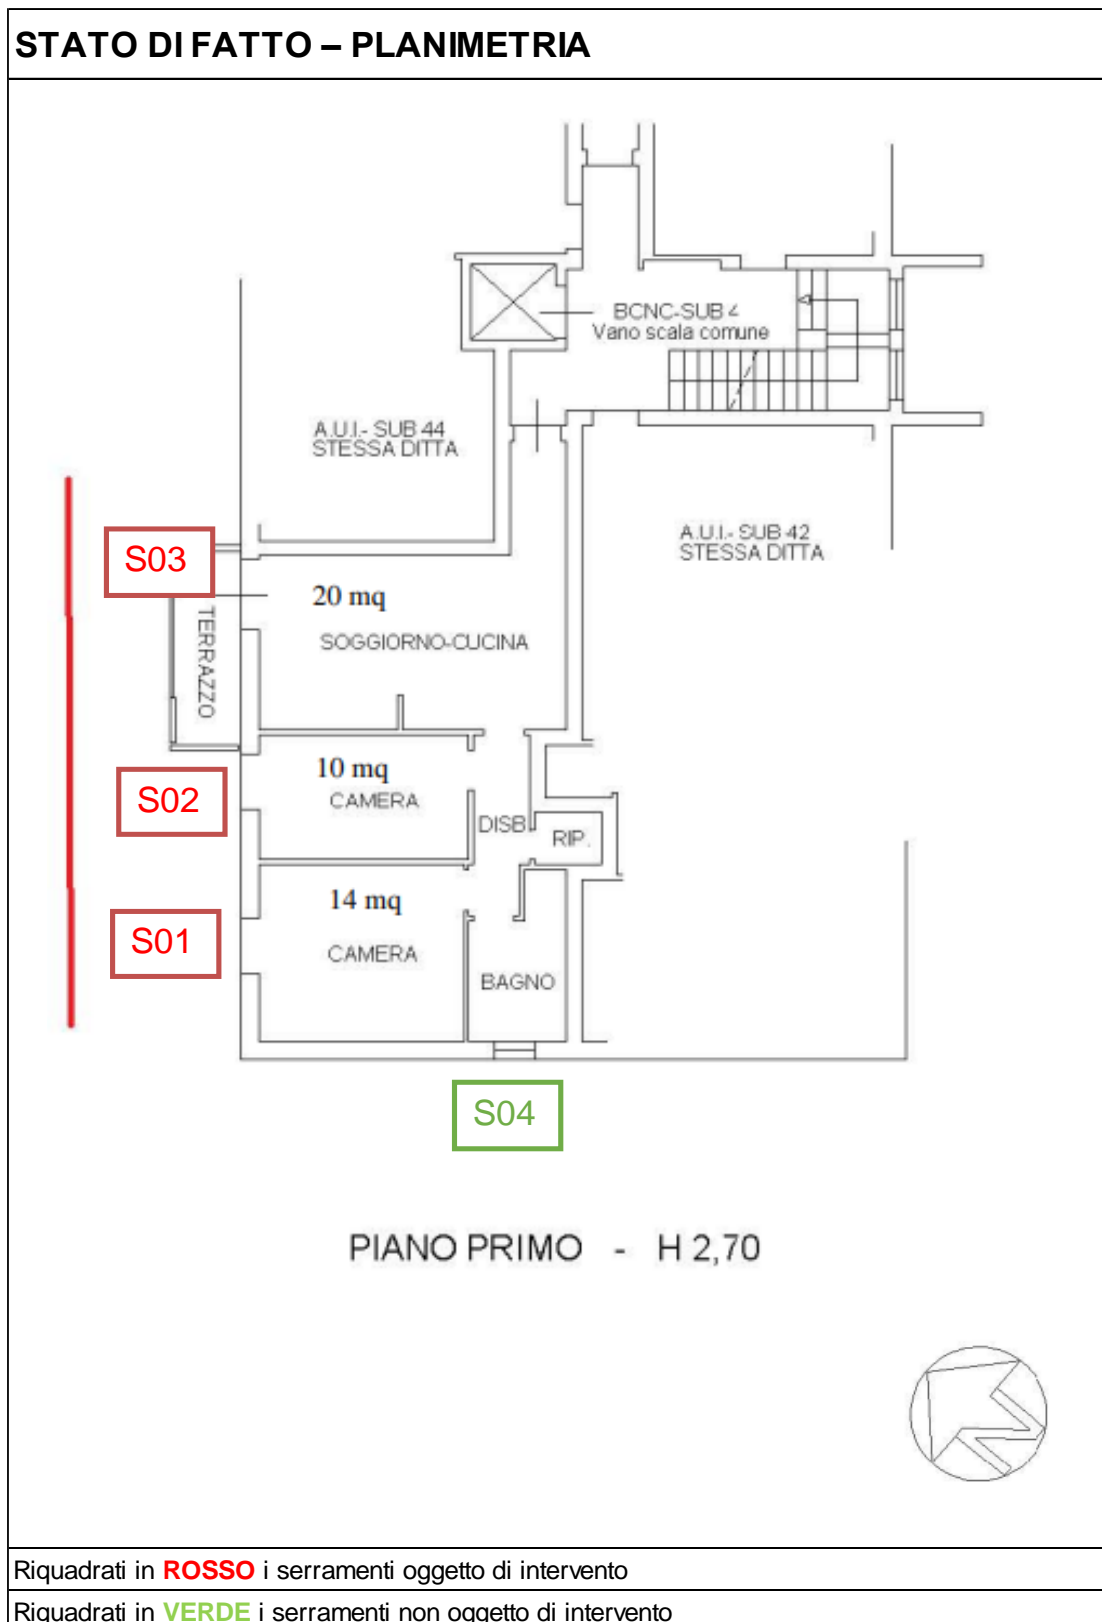 STATO DI FATTO – PLANIMETRIA
BCNC-SUB 4
Vano scala comune
A.U.I.- SUB 44
STESSA DITTA
A.U.I.- SUB 42
STESSA DITTA
S03
20 mq
SOGGIORNO-CUCINA
TERRAZZO
10 mq
CAMERA
S02
DISB
RIP.
14 mq
CAMERA
S01
BAGNO
S04
PIANO PRIMO - H 2,70
Riquadrati in ROSSO i serramenti oggetto di intervento
Riquadrati in VERDE i serramenti non oggetto di intervento